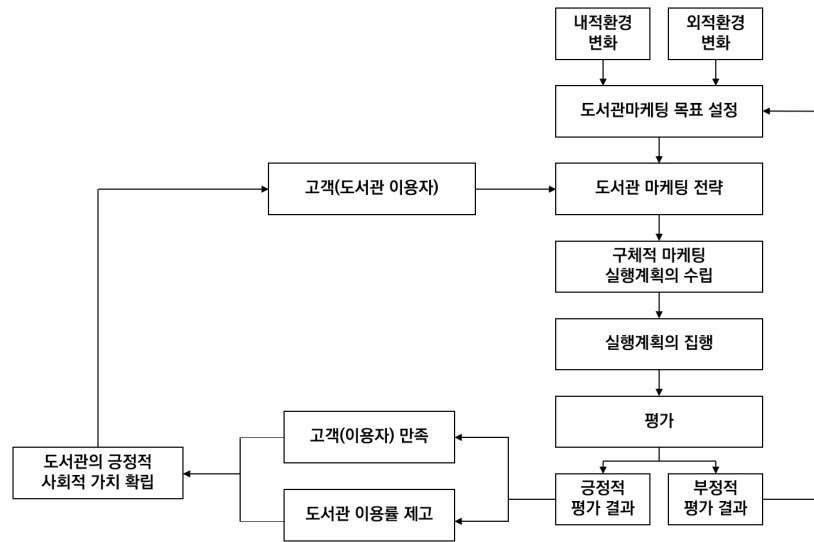 내적환경
변화
외적환경
변화
도서관마케팅 목표 설정
고객(도서관 이용자)
도서관 마케팅 전략
구체적 마케팅
실행계획의 수립
실행계획의 집행
평가
고객(이용자) 만족
도서관의 긍정적
사회적 가치 확립
도서관 이용률 제고
긍정적
평가 결과
부정적
평가 결과